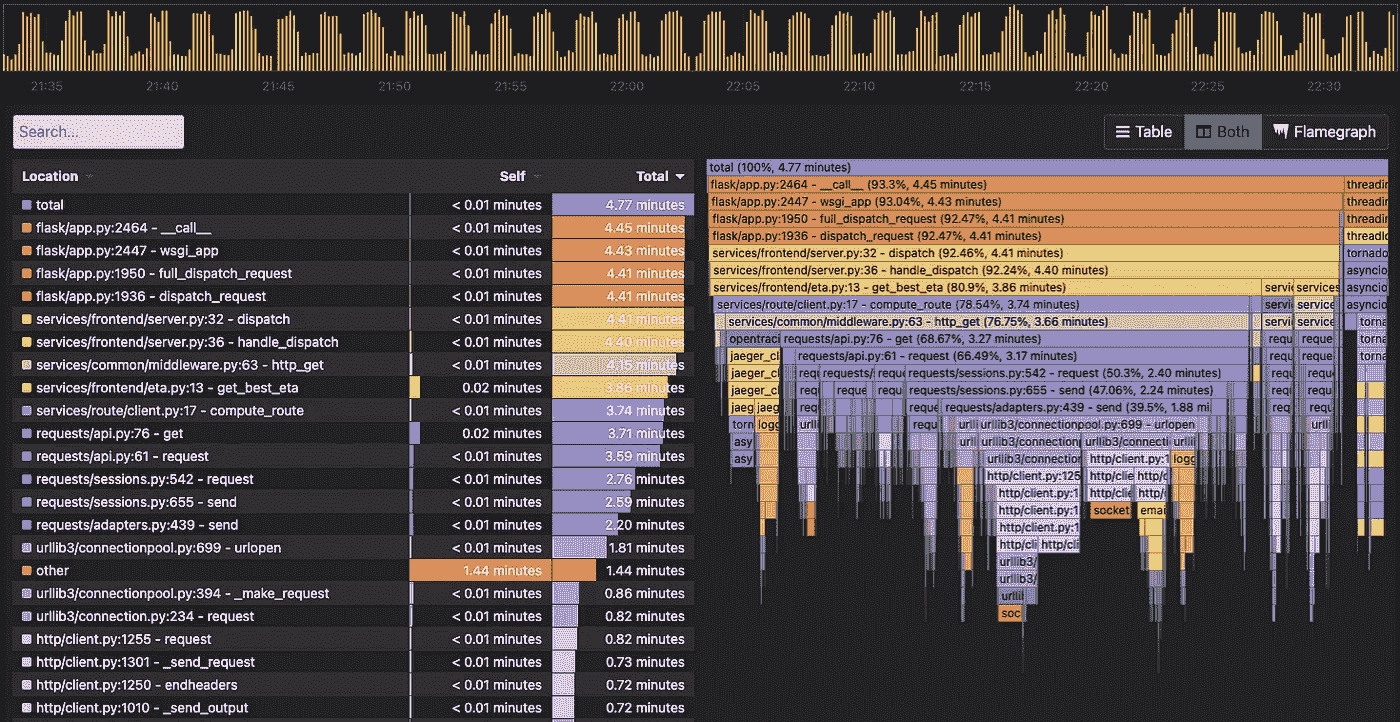 21:35 21:40 21:45 21:50 21:55 22:00 22:05 22:10 22:15 22:20 22:25 22:30
Search...
Table Both Flamegraph
Location Self Total
total < 0.01 minutes 4.77 minutes
flask/app.py:2464 - __call__ < 0.01 minutes 4.45 minutes
flask/app.py:2447 - wsgi_app < 0.01 minutes 4.43 minutes
flask/app.py:1950 - full_dispatch_request < 0.01 minutes 4.41 minutes
flask/app.py:1936 - dispatch_request < 0.01 minutes 4.41 minutes
services/frontend/server.py:32 - dispatch < 0.01 minutes 4.41 minutes
services/frontend/server.py:36 - handle_dispatch < 0.01 minutes 4.40 minutes
services/common/middleware.py:63 - http_get < 0.01 minutes 4.15 minutes
services/frontend/eta.py:13 - get_best_eta 0.02 minutes 3.86 minutes
services/route/client.py:17 - compute_route < 0.01 minutes 3.74 minutes
requests/api.py:76 - get 0.02 minutes 3.71 minutes
requests/api.py:61 - request < 0.01 minutes 3.59 minutes
requests/sessions.py:542 - request < 0.01 minutes 2.76 minutes
requests/sessions.py:655 - send < 0.01 minutes 2.59 minutes
requests/adapters.py:439 - send < 0.01 minutes 2.20 minutes
urllib3/connectionpool.py:699 - urlopen < 0.01 minutes 1.81 minutes
other 1.44 minutes 1.44 minutes
urllib3/connectionpool.py:394 - _make_request < 0.01 minutes 0.86 minutes
urllib3/connection.py:234 - request < 0.01 minutes 0.82 minutes
http/client.py:1255 - request < 0.01 minutes 0.82 minutes
http/client.py:1301 - _send_request < 0.01 minutes 0.73 minutes
http/client.py:1250 - endheaders < 0.01 minutes 0.72 minutes
http/client.py:1010 - _send_output < 0.01 minutes 0.72 minutes
total (100%, 4.77 minutes)
flask/app.py:2464 - __call__ (93.3%, 4.45 minutes) threadin
flask/app.py:2447 - wsgi_app (93.04%, 4.43 minutes) threadin
flask/app.py:1950 - full_dispatch_request (92.47%, 4.41 minutes) threadin
flask/app.py:1936 - dispatch_request (92.47%, 4.41 minutes) threadlo
services/frontend/server.py:32 - dispatch (92.46%, 4.41 minutes) tornado
services/frontend/server.py:36 - handle_dispatch (92.24%, 4.40 minutes) asyncio
services/frontend/eta.py:13 - get_best_eta (80.9%, 3.86 minutes) servic services asyncio
services/route/client.py:17 - compute_route (78.54%, 3.74 minutes) servic service asyncio
services/common/middleware.py:63 - http_get (76.75%, 3.66 minutes) servi service torna
opentraci requests/api.py:76 - get (68.67%, 3.27 minutes) requ reque torna
jaeger_cl requests/api.py:61 - request (66.49%, 3.17 minutes) requ reque torna
jaeger_cl requ requests/s reque requests/sessions.py:542 - request (50.3%, 2.40 minutes) requ reque
jaeger_cl requ reque requ requests/sessions.py:655 - send (47.06%, 2.24 minutes) requ reque
jaeg jaeg requ reque requests/adapters.py:439 - send (39.5%, 1.88 mi requ reque
torn logg urlli requ urlli urllib3/connectionpool.py:699 - urlopen urll
asy urllib3/connection urllib3/connecti urllib
asy urllib3/connection http/client.py:1 logg
http/client.py:125 http/clie http/c
http/client.py:1 http/clie http/
http/client.py:1 socket emai
http/client.py:1
http/cli http/cli
urllib3/
urllib3/
urllib
soc